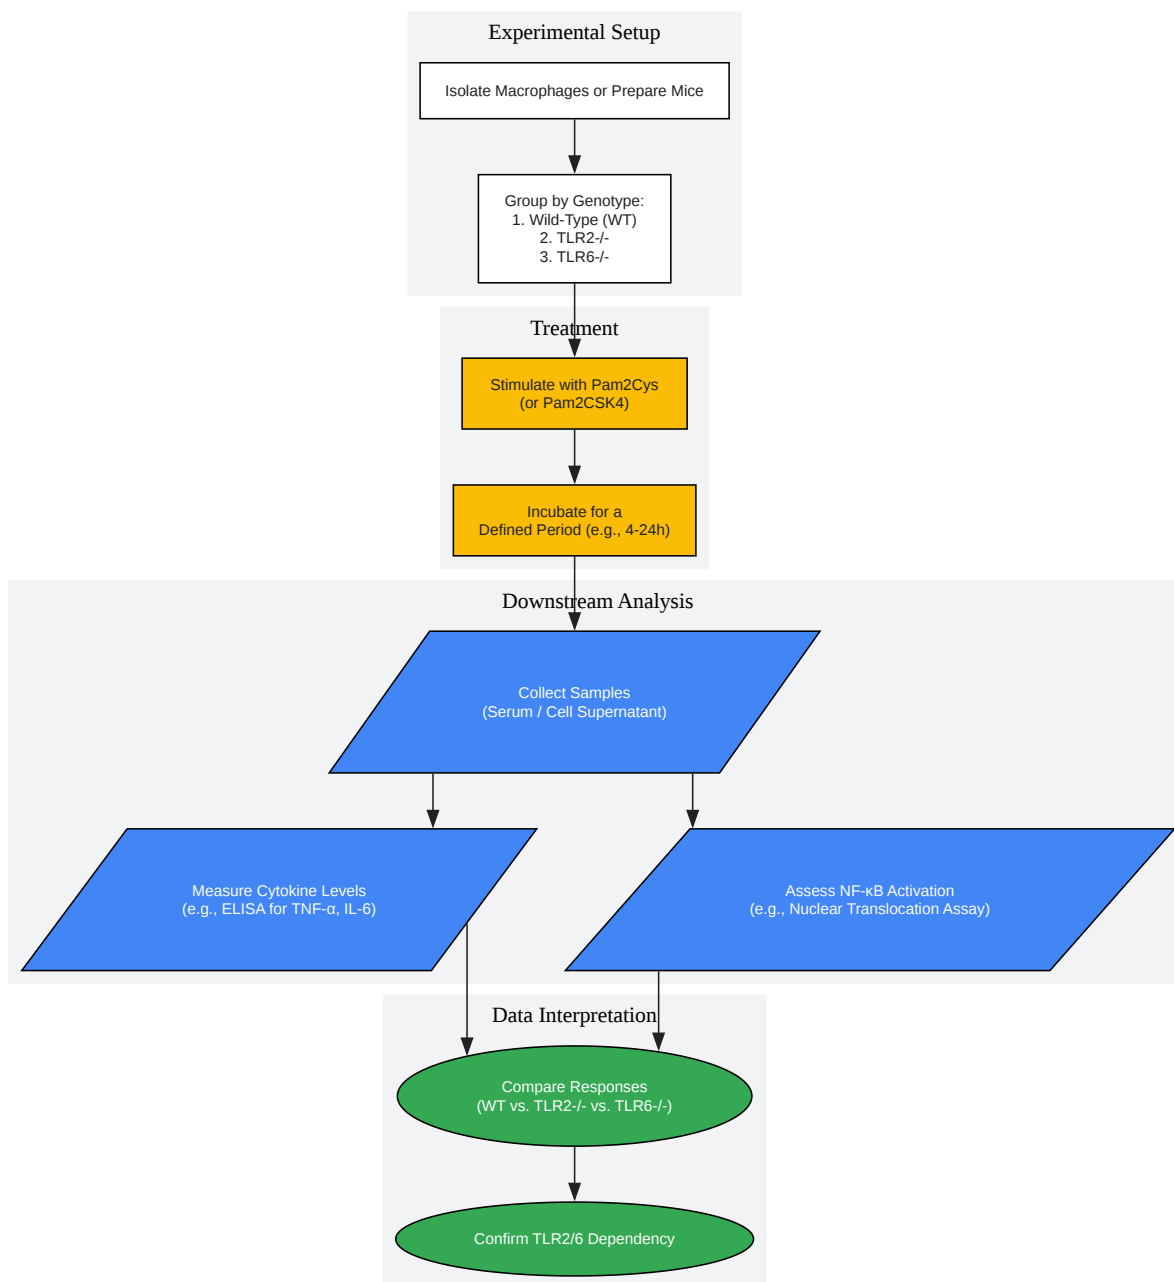 Experimental Setup
Isolate Macrophages or Prepare Mice
Group by Genotype:
1. Wild-Type (WT)
2. TLR2-/-
3. TLR6-/-
Treatment
Stimulate with Pam2Cys
(or Pam2CSK4)
Incubate for a
Defined Period (e.g., 4-24h)
Downstream Analysis
Collect Samples
(Serum / Cell Supernatant)
Measure Cytokine Levels
(e.g., ELISA for TNF-α, IL-6)
Assess NF-κB Activation
(e.g., Nuclear Translocation Assay)
Data Interpretation
Compare Responses
(WT vs. TLR2-/- vs. TLR6-/-)
Confirm TLR2/6 Dependency